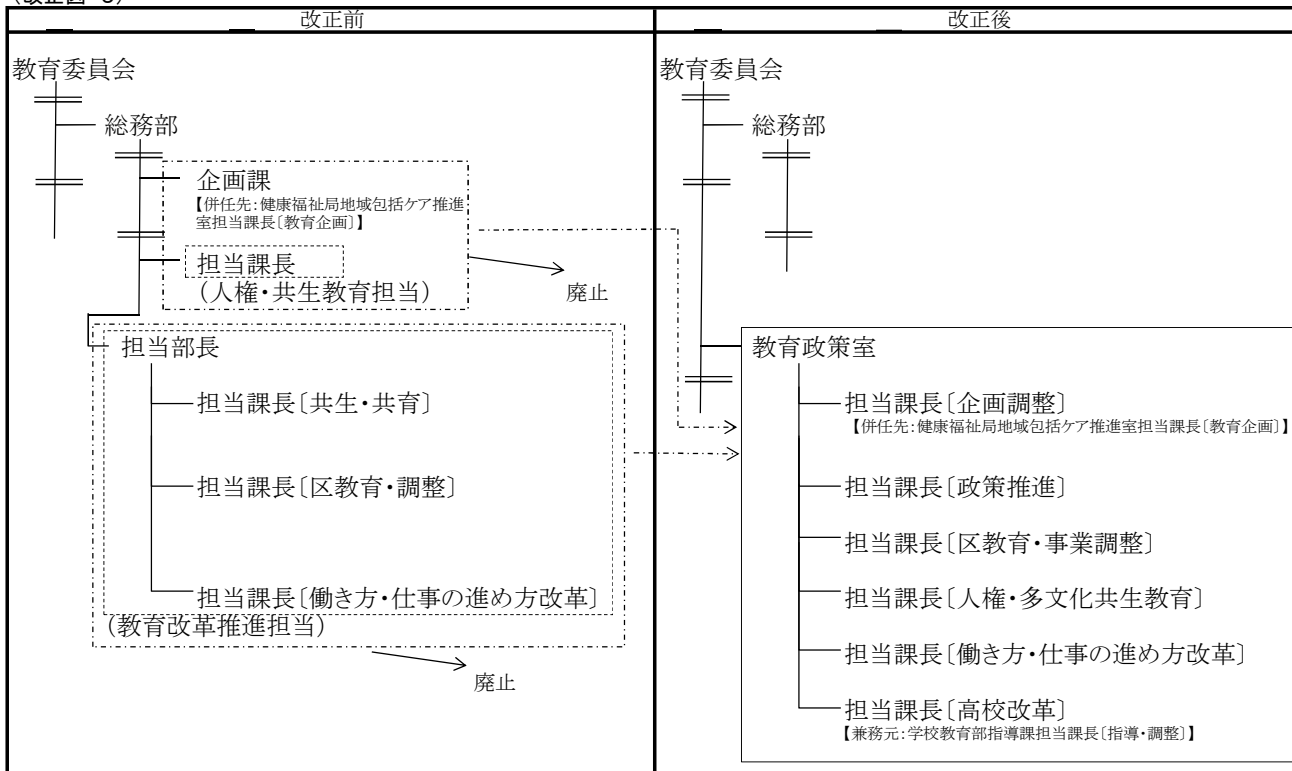 改正前
教育委員会
総務部
企画課
【併任先:健康福祉局地域包括ケア推進
室担当課長〔教育企画〕】
担当課長
(人権・共生教育担当)
廃止
担当部長
担当課長〔共生・共育〕
担当課長〔区教育・調整〕
担当課長〔働き方・仕事の進め方改革〕
(教育改革推進担当)
廃止
改正後
教育委員会
総務部
教育政策室
担当課長〔企画調整〕
【併任先:健康福祉局地域包括ケア推進室担当課長〔教育企画〕】
担当課長〔政策推進〕
担当課長〔区教育・事業調整〕
担当課長〔人権・多文化共生教育〕
担当課長〔働き方・仕事の進め方改革〕
担当課長〔高校改革〕
【兼務元:学校教育部指導課担当課長〔指導・調整〕】